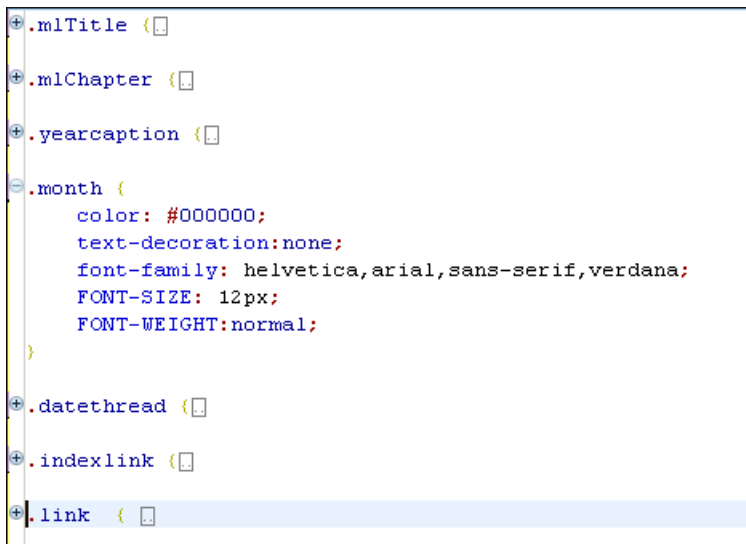 .mlTitle {..
.mlChapter {..
.yearcaption {..
.month {
color: #000000;
text-decoration:none;
font-family: helvetica,arial,sans-serif,verdana;
FONT-SIZE: 12px;
FONT-WEIGHT:normal;
}
.datethread {..
.indexlink {..
.link  { ..